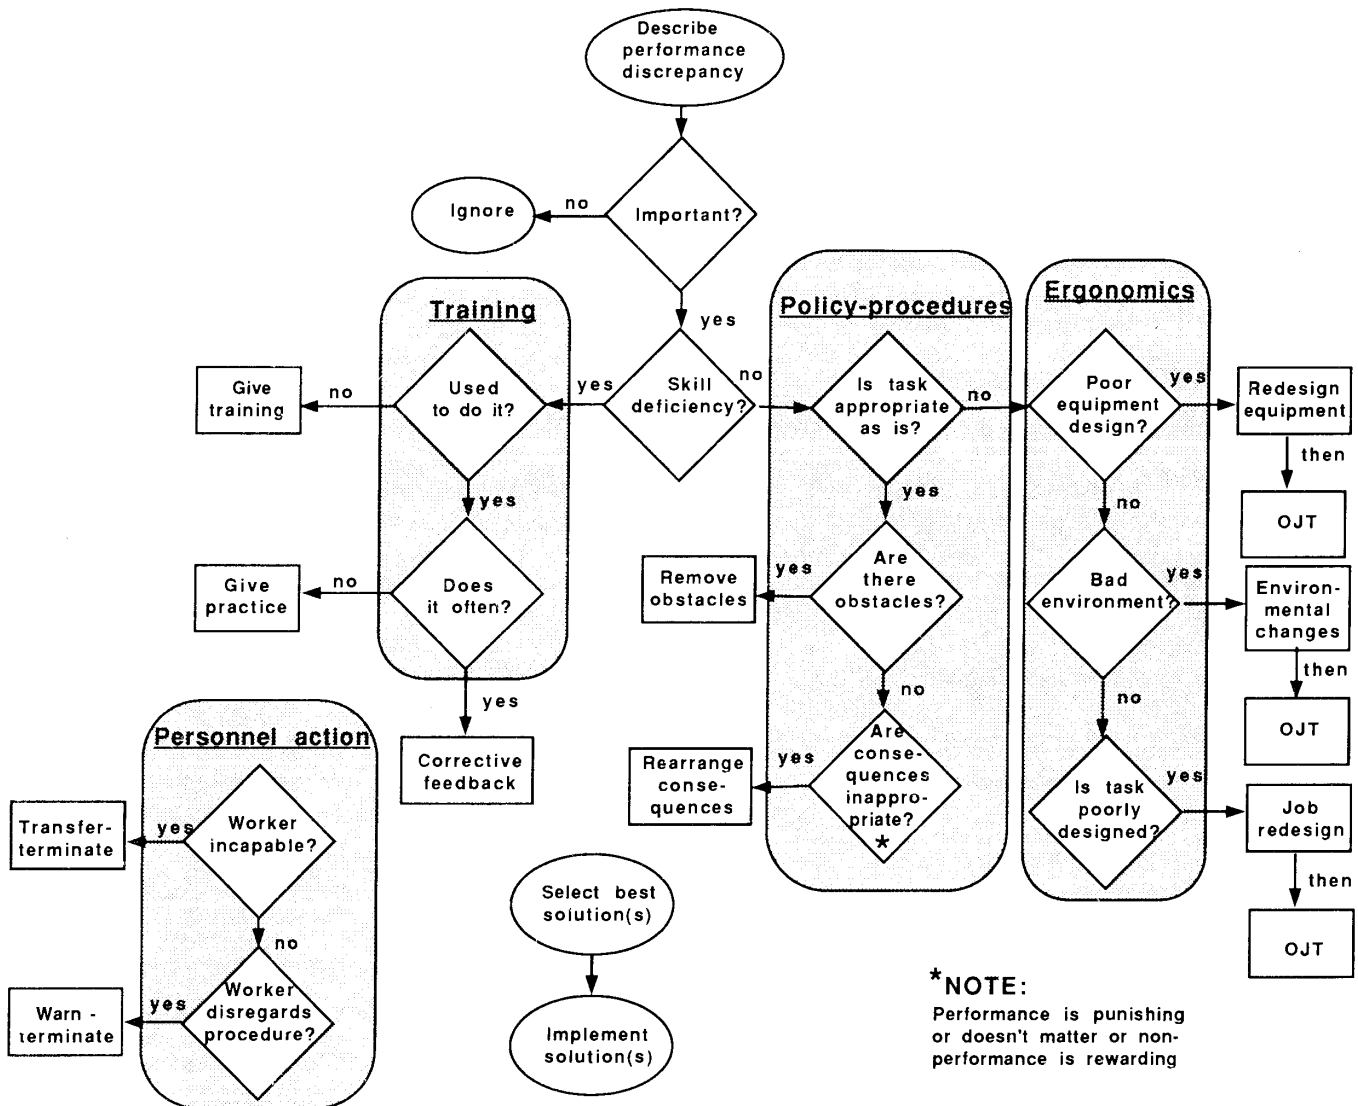 Describe
performance
discrepancy
Important?
no
Ignore
yes
Training
Policy-procedures
Ergonomics
Used
to do it?
no
Give
training
yes
Skill
deficiency?
no
Is task
appropriate
as is?
no
Poor
equipment
design?
yes
Redesign
equipment
then
OJT
yes
yes
no
Does
it often?
no
Give
practice
Are
there
obstacles?
yes
Remove
obstacles
Bad
environment?
yes
Environ-
mental
changes
then
OJT
yes
no
no
Corrective
feedback
Are
conse-
quences
inappro-
priate?
*
yes
Rearrange
conse-
quences
Is task
poorly
designed?
yes
Job
redesign
then
OJT
Personnel action
Worker
incapable?
yes
Transfer-
terminate
no
Worker
disregards
procedure?
yes
Warn -
terminate
Select best
solution(s)
Implement
solution(s)
*NOTE:
Performance is punishing
or doesn't matter or non-
performance is rewarding